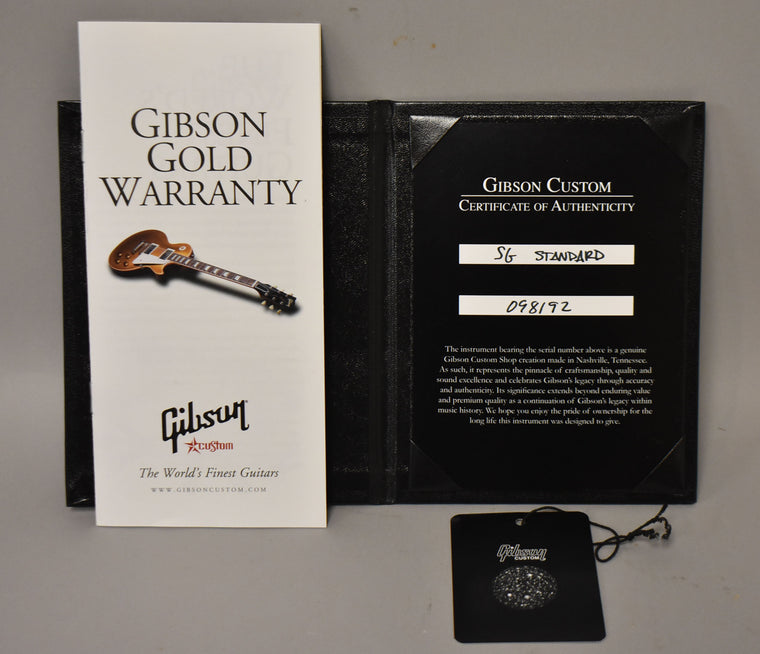 GIBSON
GOLD
WARRANTY
Gibson
CUSTOM
The World's Finest Guitars
WWW.GIBSONCUSTOM.COM
GIBSON CUSTOM
CERTIFICATE OF AUTHENTICITY
SG STANDARD
098192
The instrument bearing the serial number above is a genuine
Gibson Custom Shop creation made in Nashville, Tennessee.
As such, it represents the pinnacle of craftsmanship, quality and
sound excellence and celebrates Gibson's legacy through accuracy
and authenticity. Its significance extends beyond enduring value
and premium quality as a continuation of Gibson's legacy within
music history. We hope you enjoy the pride of ownership for the
long life this instrument was designed to give.
Gibson
CUSTOM